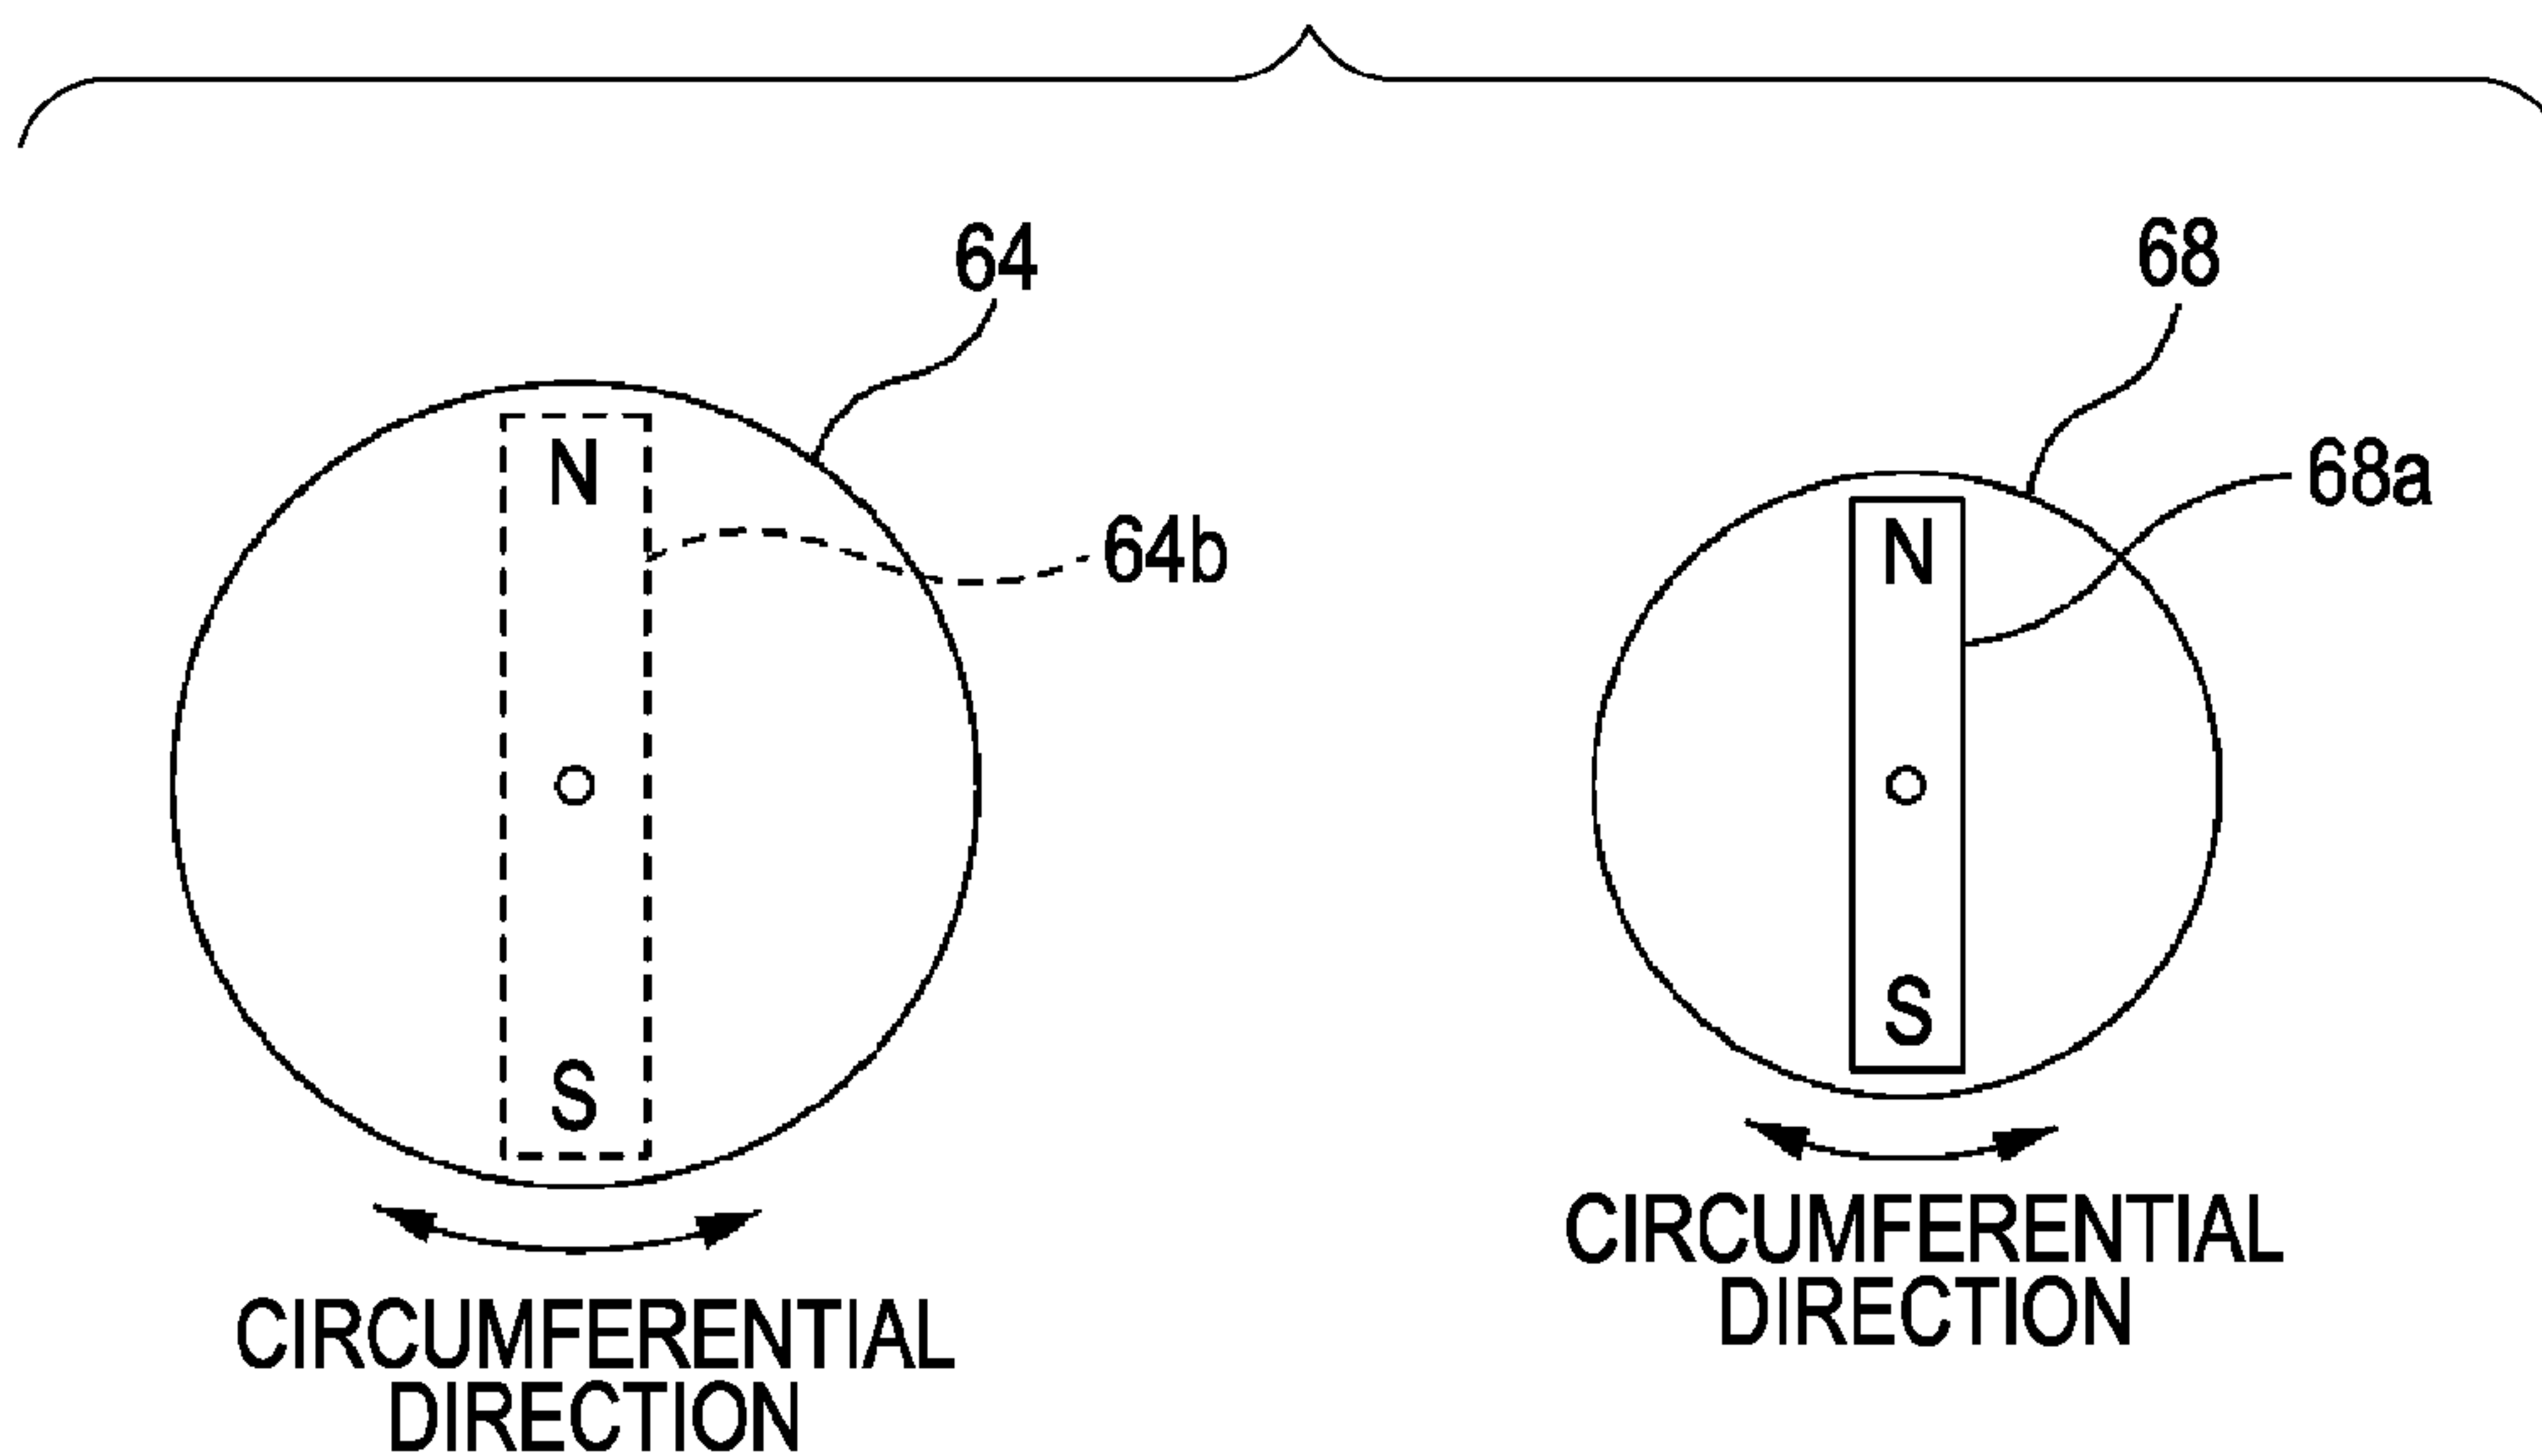 64
N
64b
S
CIRCUMFERENTIAL
DIRECTION
68
68a
N
S
CIRCUMFERENTIAL
DIRECTION